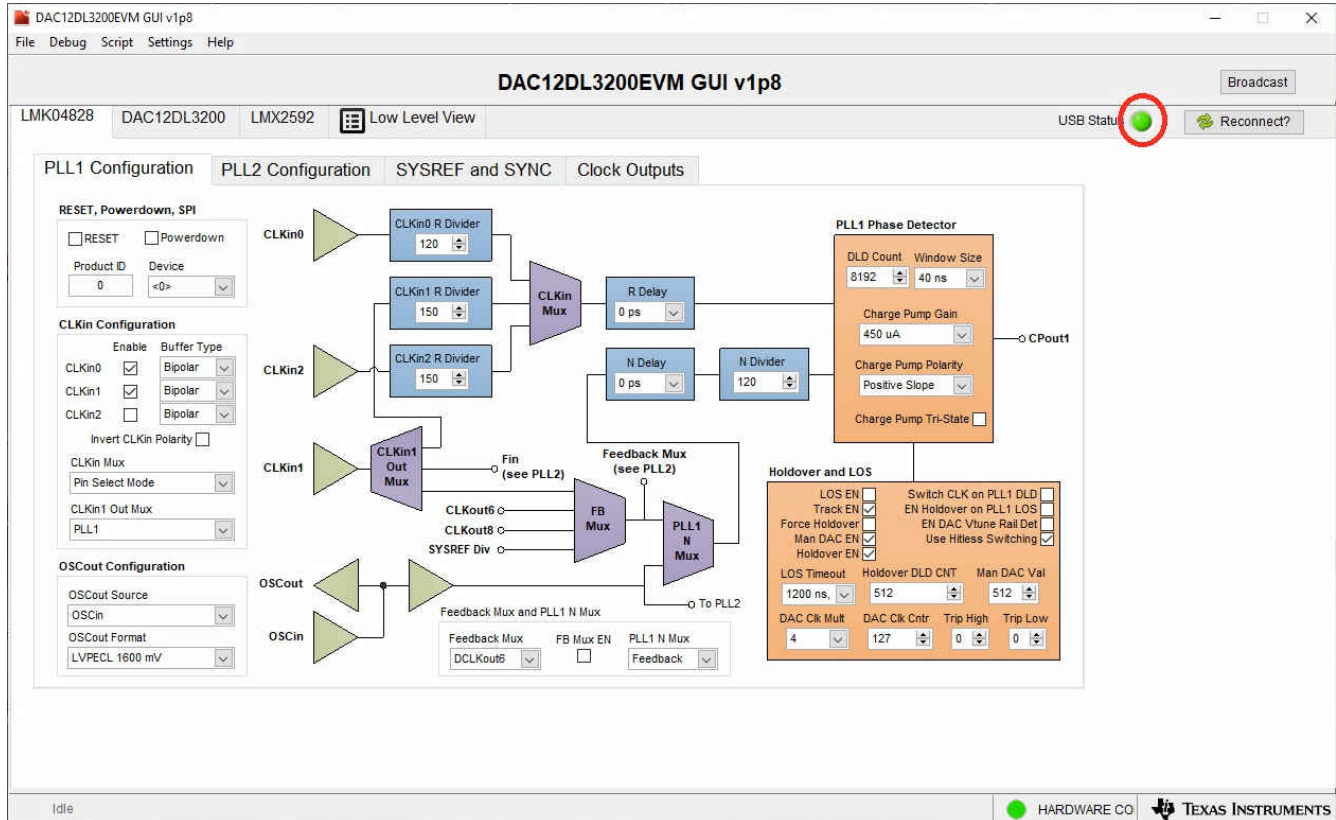 DAC12DL3200EVM GUI v1p8
File Debug Script Settings Help
DAC12DL3200EVM GUI v1p8
Broadcast
LMK04828 DAC12DL3200 LMX2592 Low Level View
USB Status
Reconnect?
PLL1 Configuration PLL2 Configuration SYSREF and SYNC Clock Outputs
RESET, Powerdown, SPI
RESET Powerdown
Product ID Device
0 <0>
CLKin Configuration
Enable Buffer Type
CLKin0 Bipolar
CLKin1 Bipolar
CLKin2 Bipolar
Invert CLKin Polarity
CLKin Mux
Pin Select Mode
CLKin1 Out Mux
PLL1
OSCout Configuration
OSCout Source
OSCin
OSCout Format
LVPECL 1600 mV
CLKin0
CLKin0 R Divider
120
CLKin1 R Divider
150
CLKin2
CLKin2 R Divider
150
CLKin
Mux
R Delay
0 ps
N Delay
0 ps
N Divider
120
CLKin1
CLKin1
Out
Mux
Fin
(see PLL2)
Feedback Mux
(see PLL2)
CLKout6
CLKout8
SYSREF Div
FB
Mux
PLL1
N
Mux
OSCout
OSCin
To PLL2
Feedback Mux and PLL1 N Mux
Feedback Mux FB Mux EN PLL1 N Mux
DCLKout6 Feedback
PLL1 Phase Detector
DLD Count Window Size
8192 40 ns
Charge Pump Gain
450 uA
Charge Pump Polarity
Positive Slope
Charge Pump Tri-State
CPout1
Holdover and LOS
LOS EN Switch CLK on PLL1 DLD
Track EN EN Holdover on PLL1 LOS
Force Holdover EN DAC Vtune Rail Det
Man DAC EN Use Hitless Switching
Holdover EN
LOS Timeout Holdover DLD CNT Man DAC Val
1200 ns, 512 512
DAC Clk Mult DAC Clk Cntr Trip High Trip Low
4 127 0 0
Idle
HARDWARE CO
TEXAS INSTRUMENTS